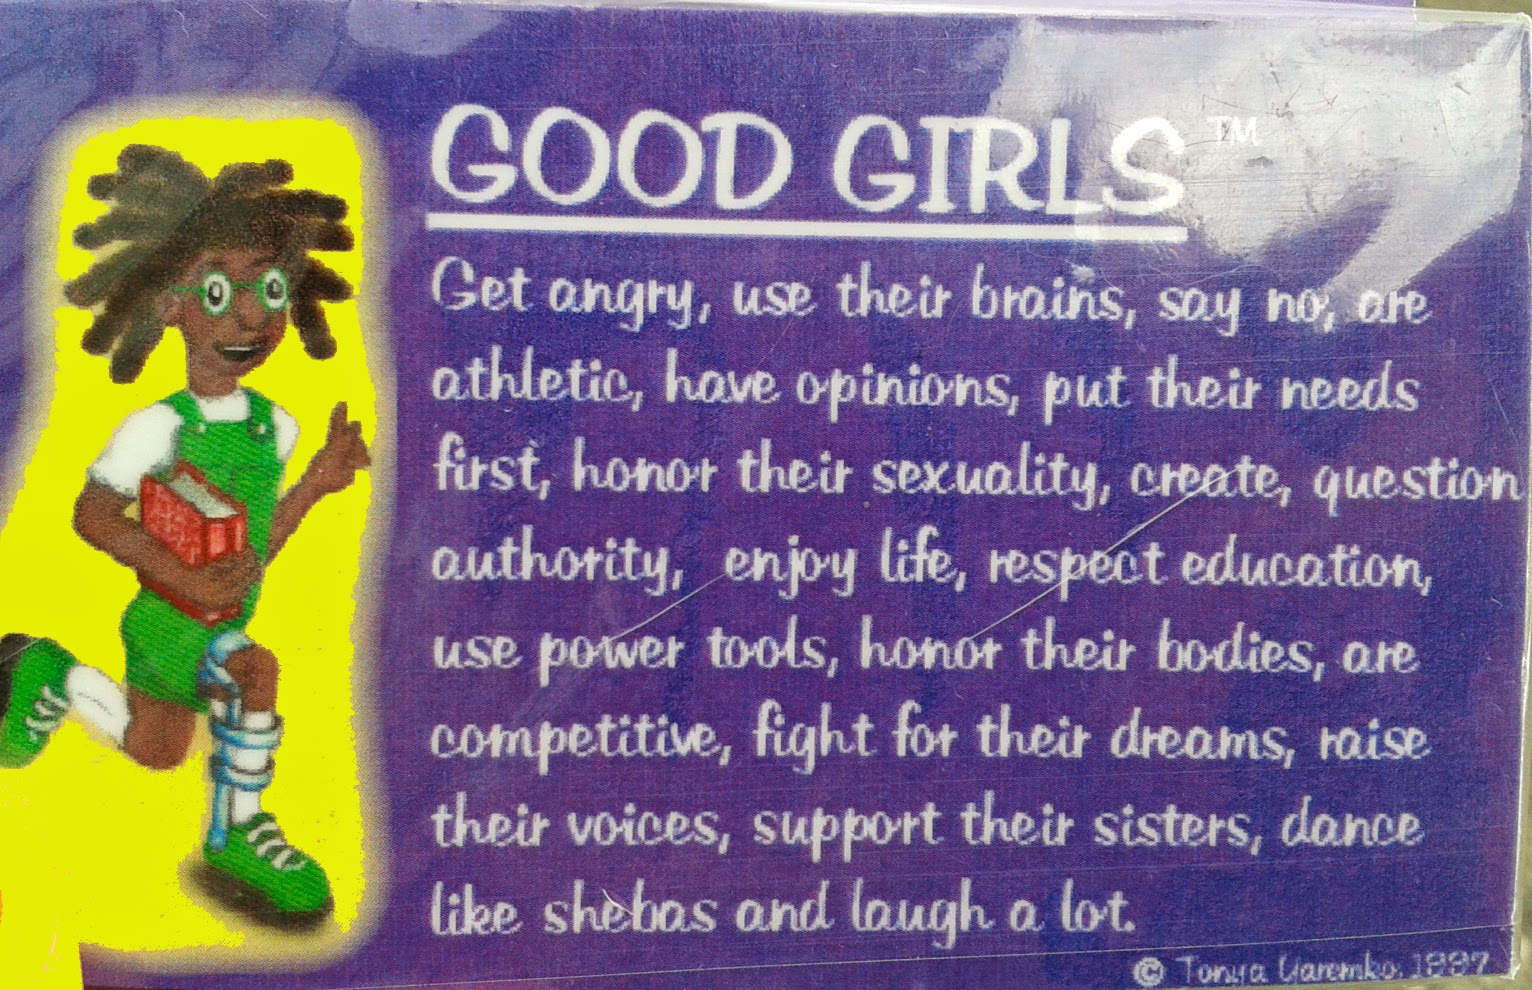 GOOD GIRLS™
Get angry, use their brains, say no, are
athletic, have opinions, put their needs
first, honor their sexuality, create, question
authority, enjoy life, respect education,
use power tools, honor their bodies, are
competitive, fight for their dreams, raise
their voices, support their sisters, dance
like shebas and laugh a lot.
© Tonya Yaremko, 1997